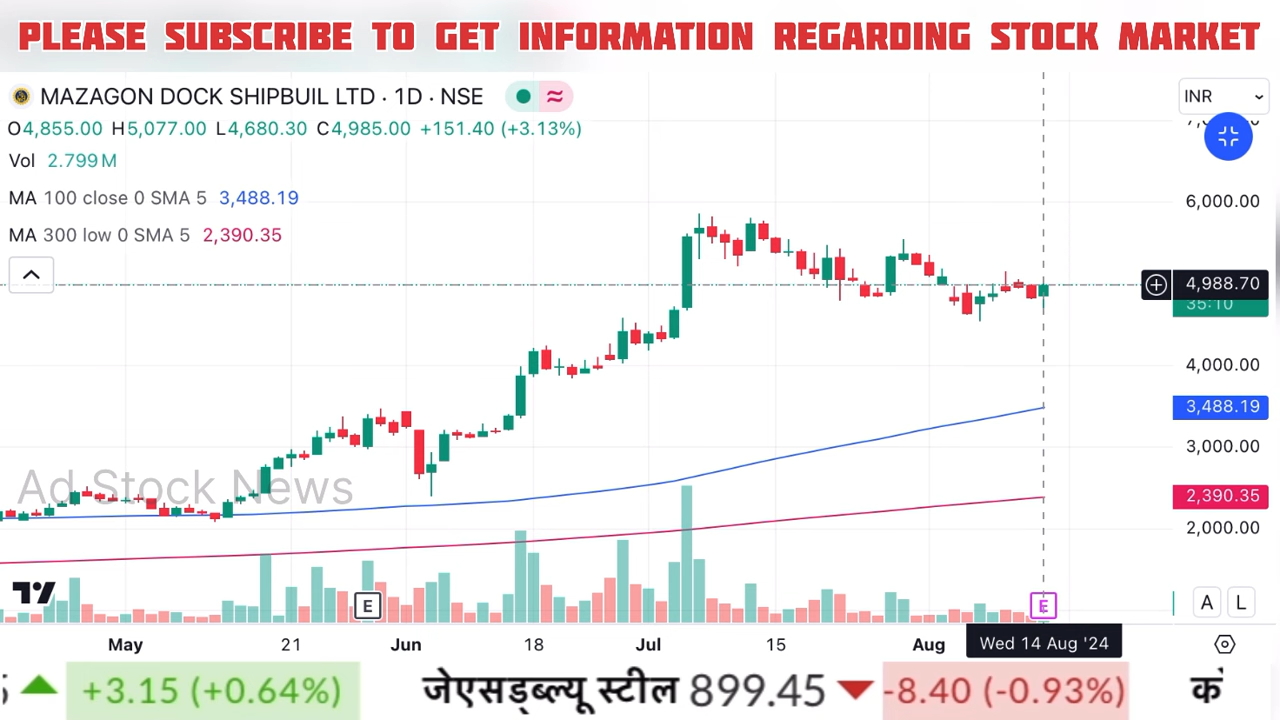 PLEASE SUBSCRIBE TO GET INFORMATION REGARDING STOCK MARKET
MAZAGON DOCK SHIPBUIL LTD · 1D · NSE
INR
O4,855.00 H5,077.00 L4,680.30 C4,985.00 +151.40 (+3.13%)
Vol 2.799 M
MA 100 close 0 SMA 5 3,488.19
MA 300 low 0 SMA 5 2,390.35
6,000.00
4,988.70
35:10
4,000.00
3,488.19
3,000.00
Ad Stock News
2,390.35
2,000.00
E
E
A
L
May 21 Jun 18 Jul 15 Aug Wed 14 Aug '24
+3.15 (+0.64%) जेएसडब्ल्यू स्टील 899.45 -8.40 (-0.93%)